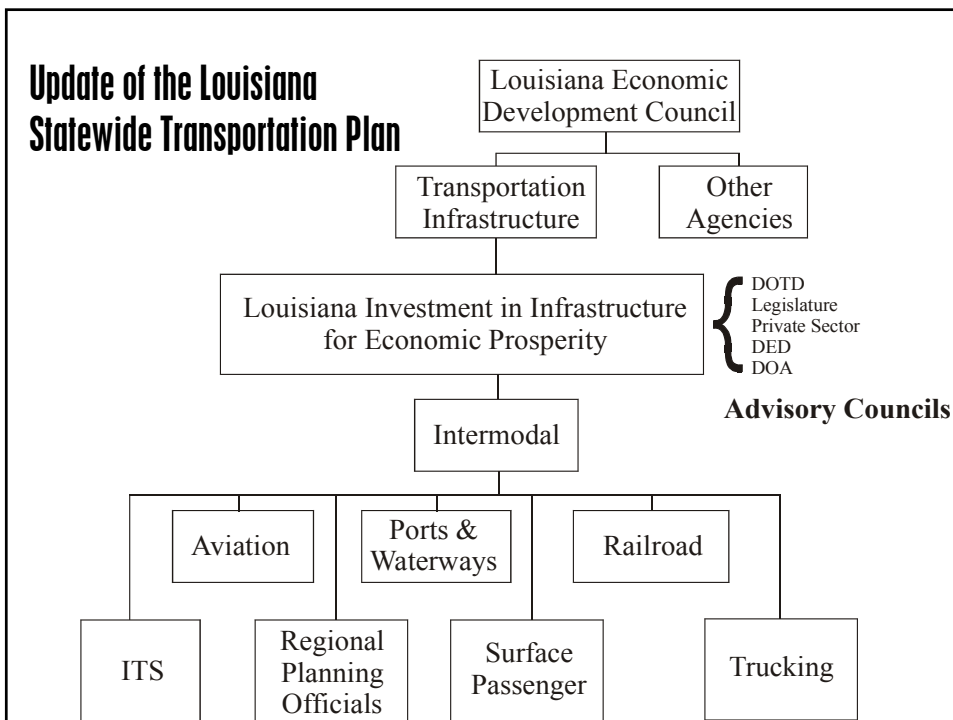 Update of the Louisiana
Statewide Transportation Plan
Louisiana Economic
Development Council
Transportation
Infrastructure
Other
Agencies
Louisiana Investment in Infrastructure
for Economic Prosperity
DOTD
Legislature
Private Sector
DED
DOA
Advisory Councils
Intermodal
Aviation
Ports &
Waterways
Railroad
ITS
Regional
Planning
Officials
Surface
Passenger
Trucking